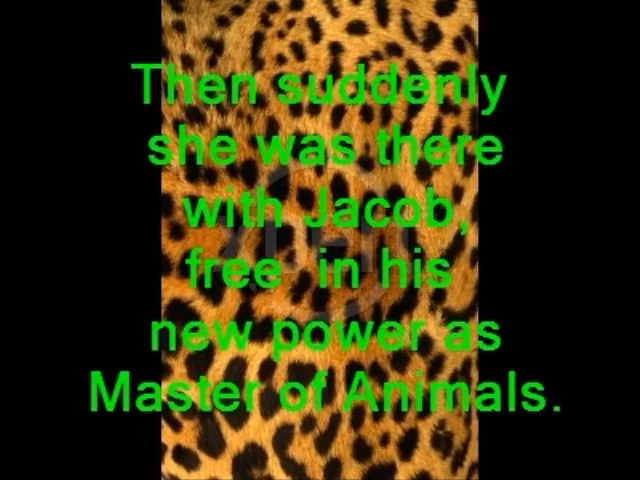 Then suddenly
she was there
with Jacob,
free in his
new power as
Master of Animals.